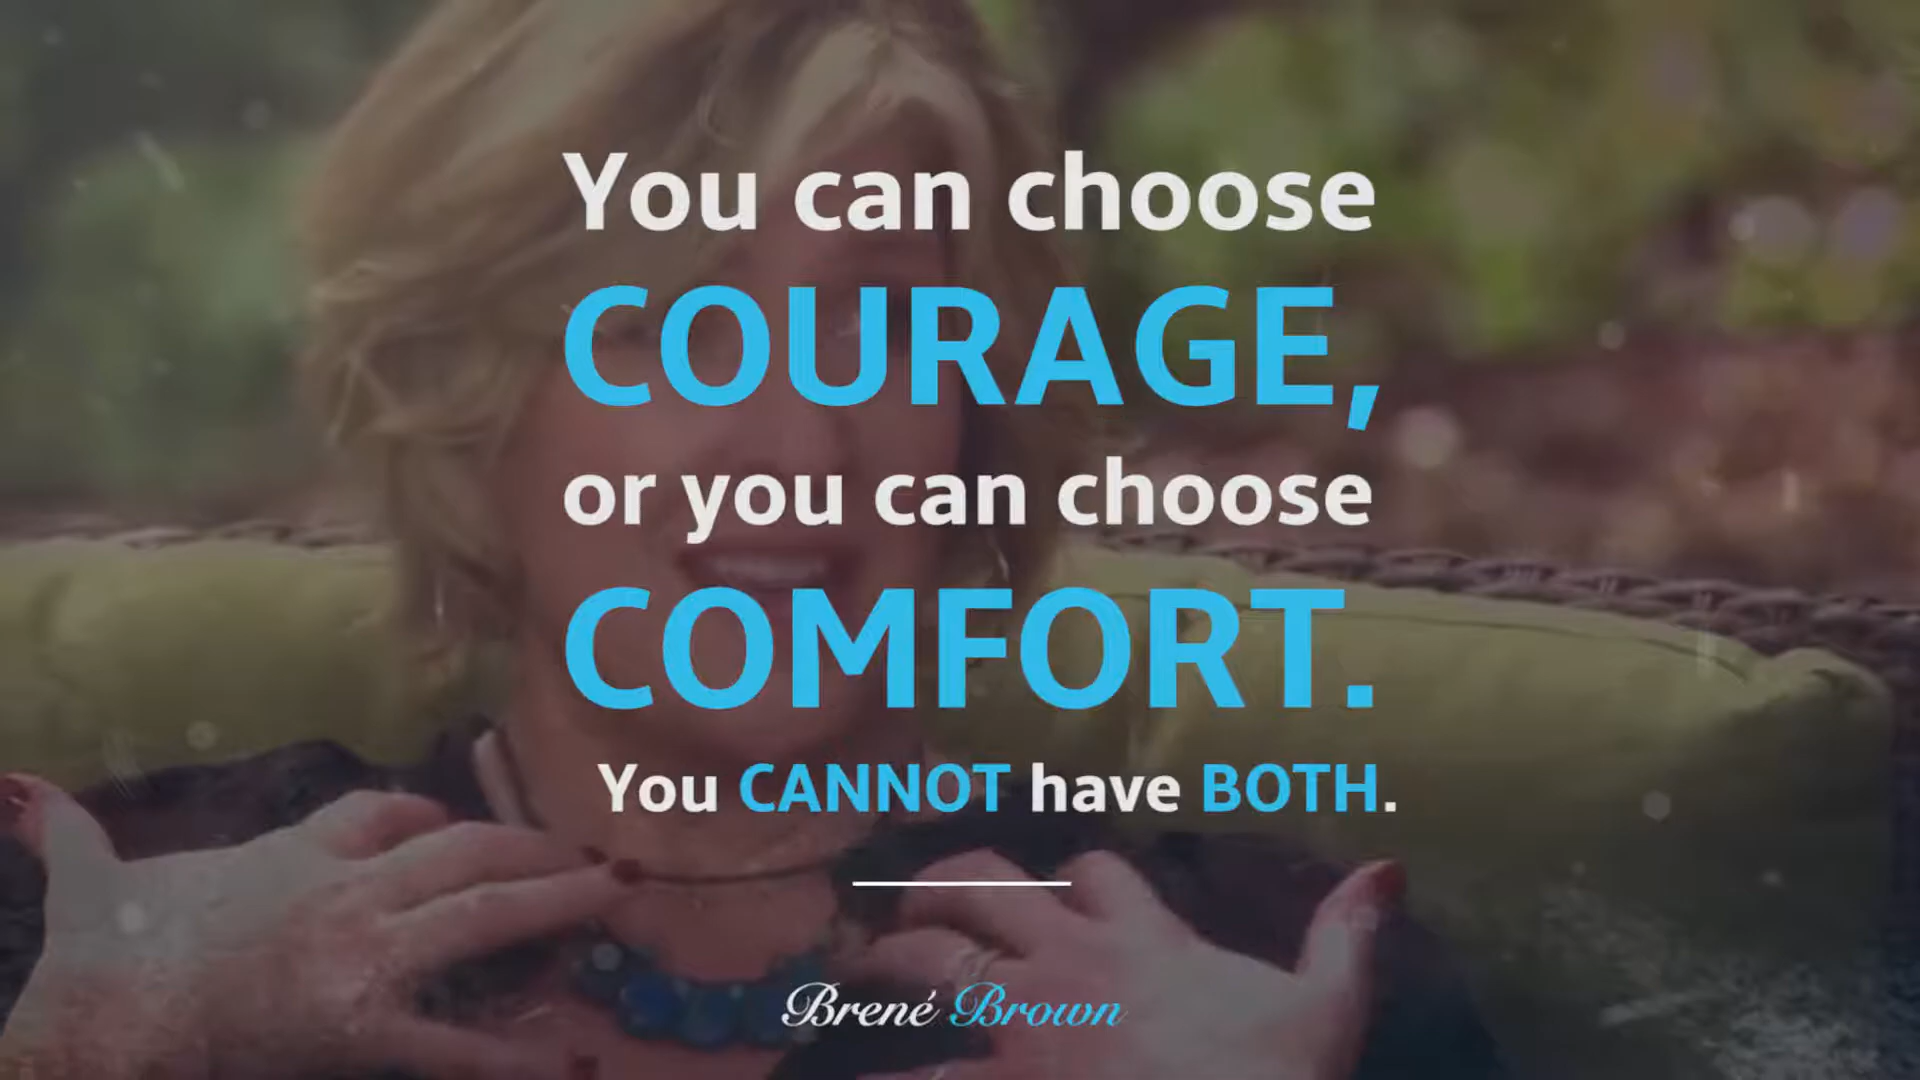 You can choose
COURAGE,
or you can choose
COMFORT.
You CANNOT have BOTH.
Brené Brown